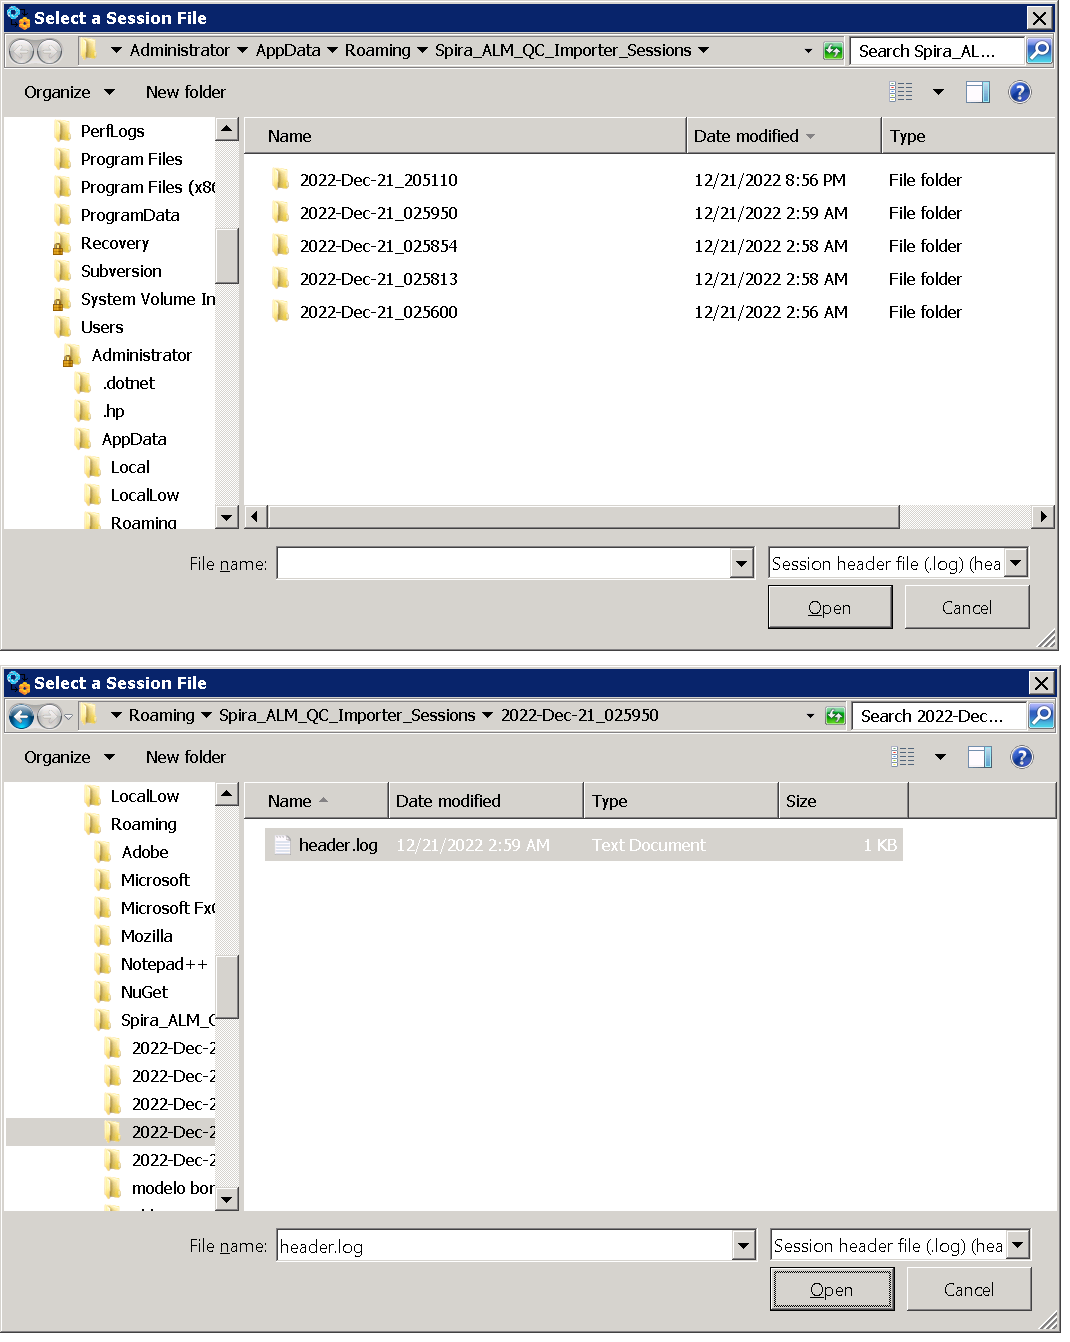 Select a Session File
Administrator AppData Roaming Spira_ALM_QC_Importer_Sessions Search Spira_AL...
Organize New folder
PerfLogs
Program Files
Program Files (x86
ProgramData
Recovery
Subversion
System Volume In
Users
Administrator
.dotnet
.hp
AppData
Local
LocalLow
Roaming
Name Date modified Type
2022-Dec-21_205110 12/21/2022 8:56 PM File folder
2022-Dec-21_025950 12/21/2022 2:59 AM File folder
2022-Dec-21_025854 12/21/2022 2:58 AM File folder
2022-Dec-21_025813 12/21/2022 2:58 AM File folder
2022-Dec-21_025600 12/21/2022 2:56 AM File folder
File name: Session header file (.log) (hea
Open Cancel
Select a Session File
Roaming Spira_ALM_QC_Importer_Sessions 2022-Dec-21_025950 Search 2022-Dec...
Organize New folder
LocalLow
Roaming
Adobe
Microsoft
Microsoft FxC
Mozilla
Notepad++
NuGet
Spira_ALM_Q
2022-Dec-2
2022-Dec-2
2022-Dec-2
2022-Dec-2
2022-Dec-2
modelo bor
Name Date modified Type Size
header.log 12/21/2022 2:59 AM Text Document 1 KB
File name: header.log Session header file (.log) (hea
Open Cancel